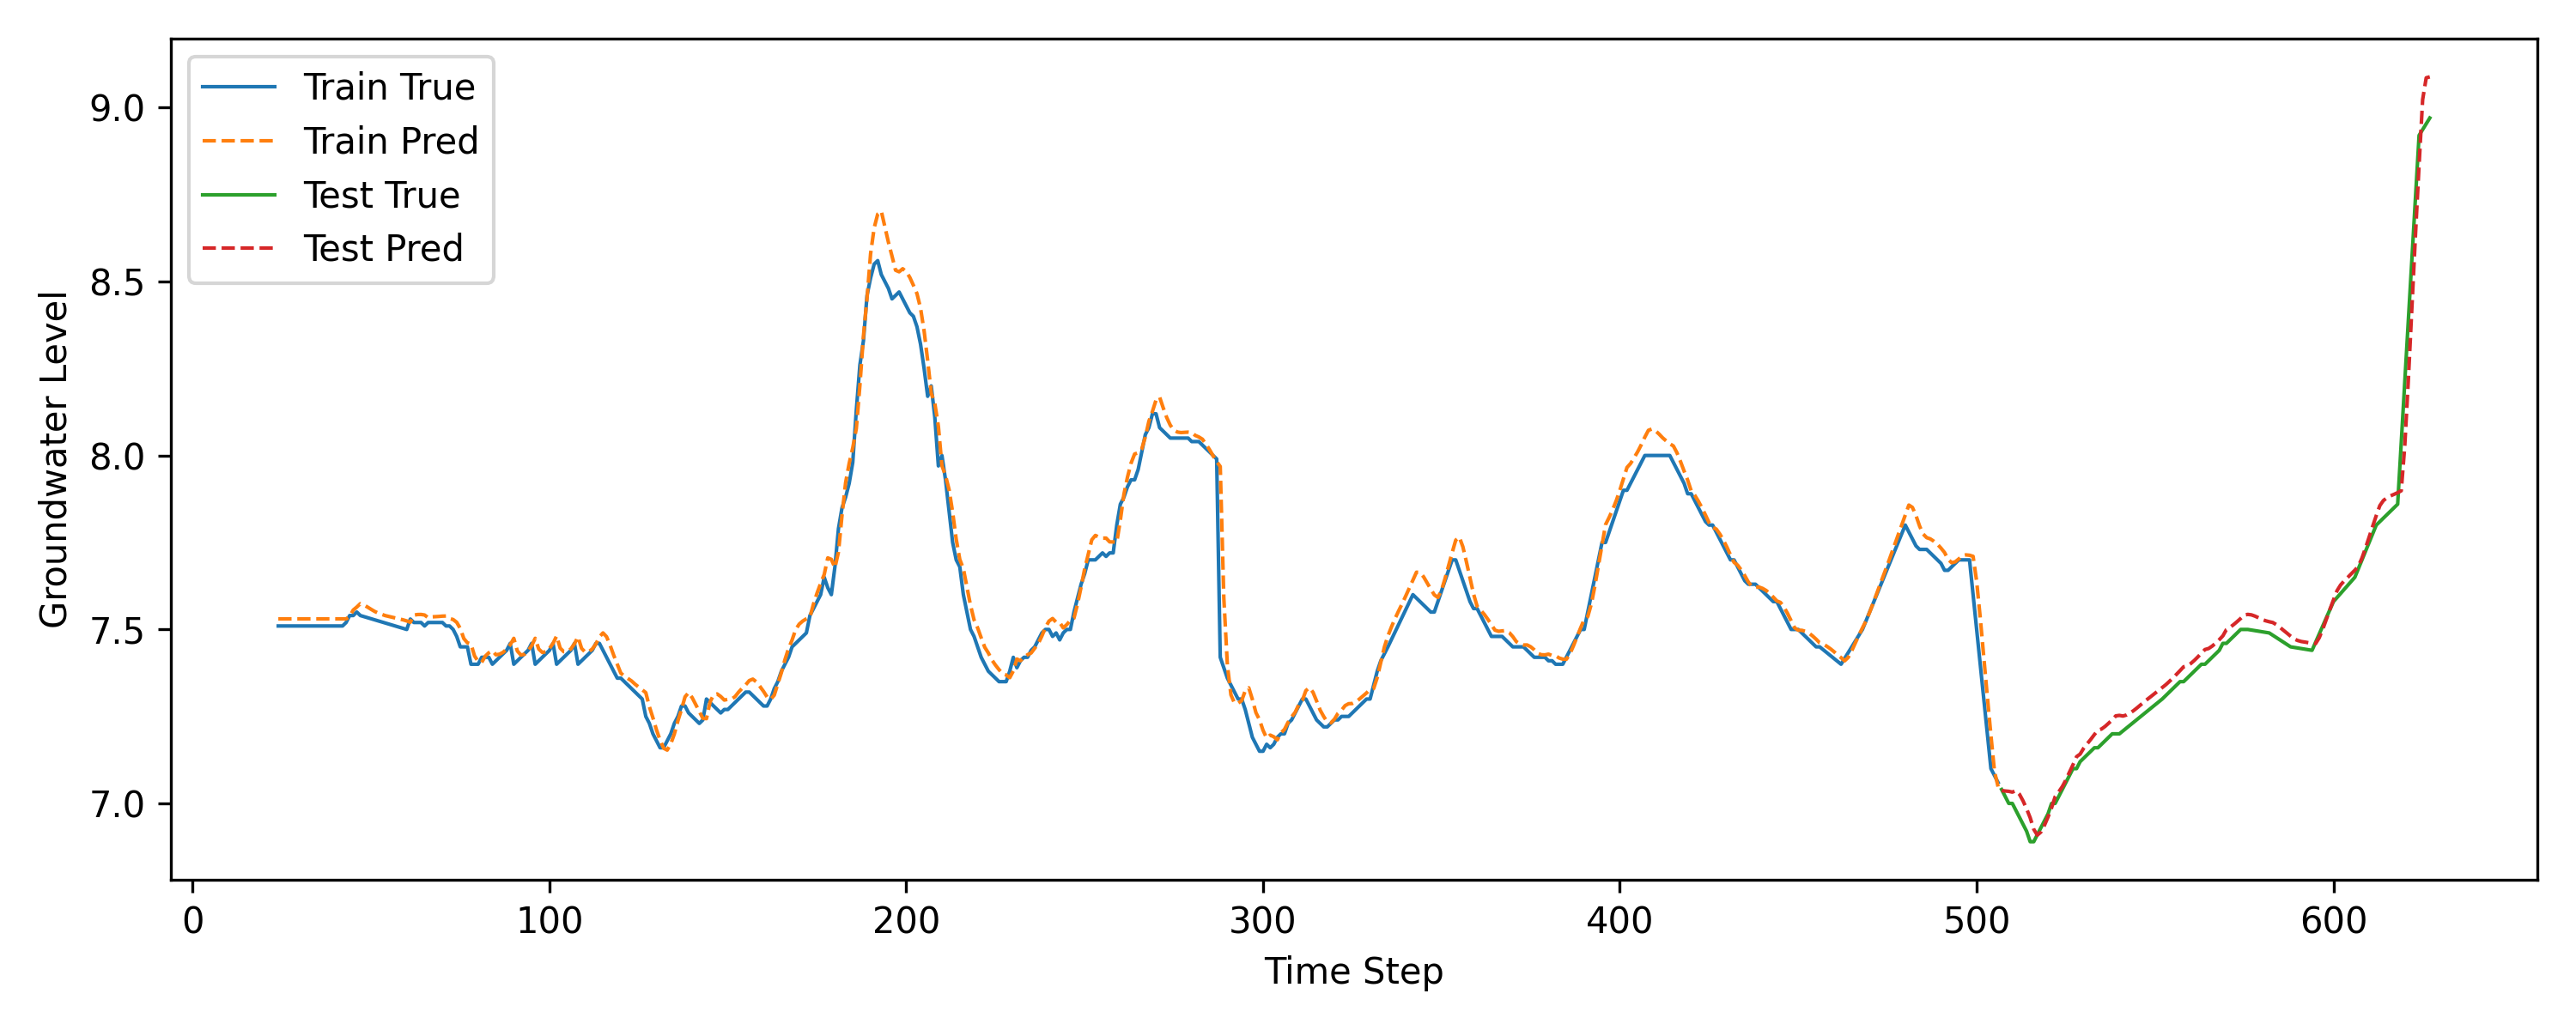 Train True
Train Pred
Test True
Test Pred
Groundwater Level
9.0
8.5
8.0
7.5
7.0
0 100 200 300 400 500 600
Time Step